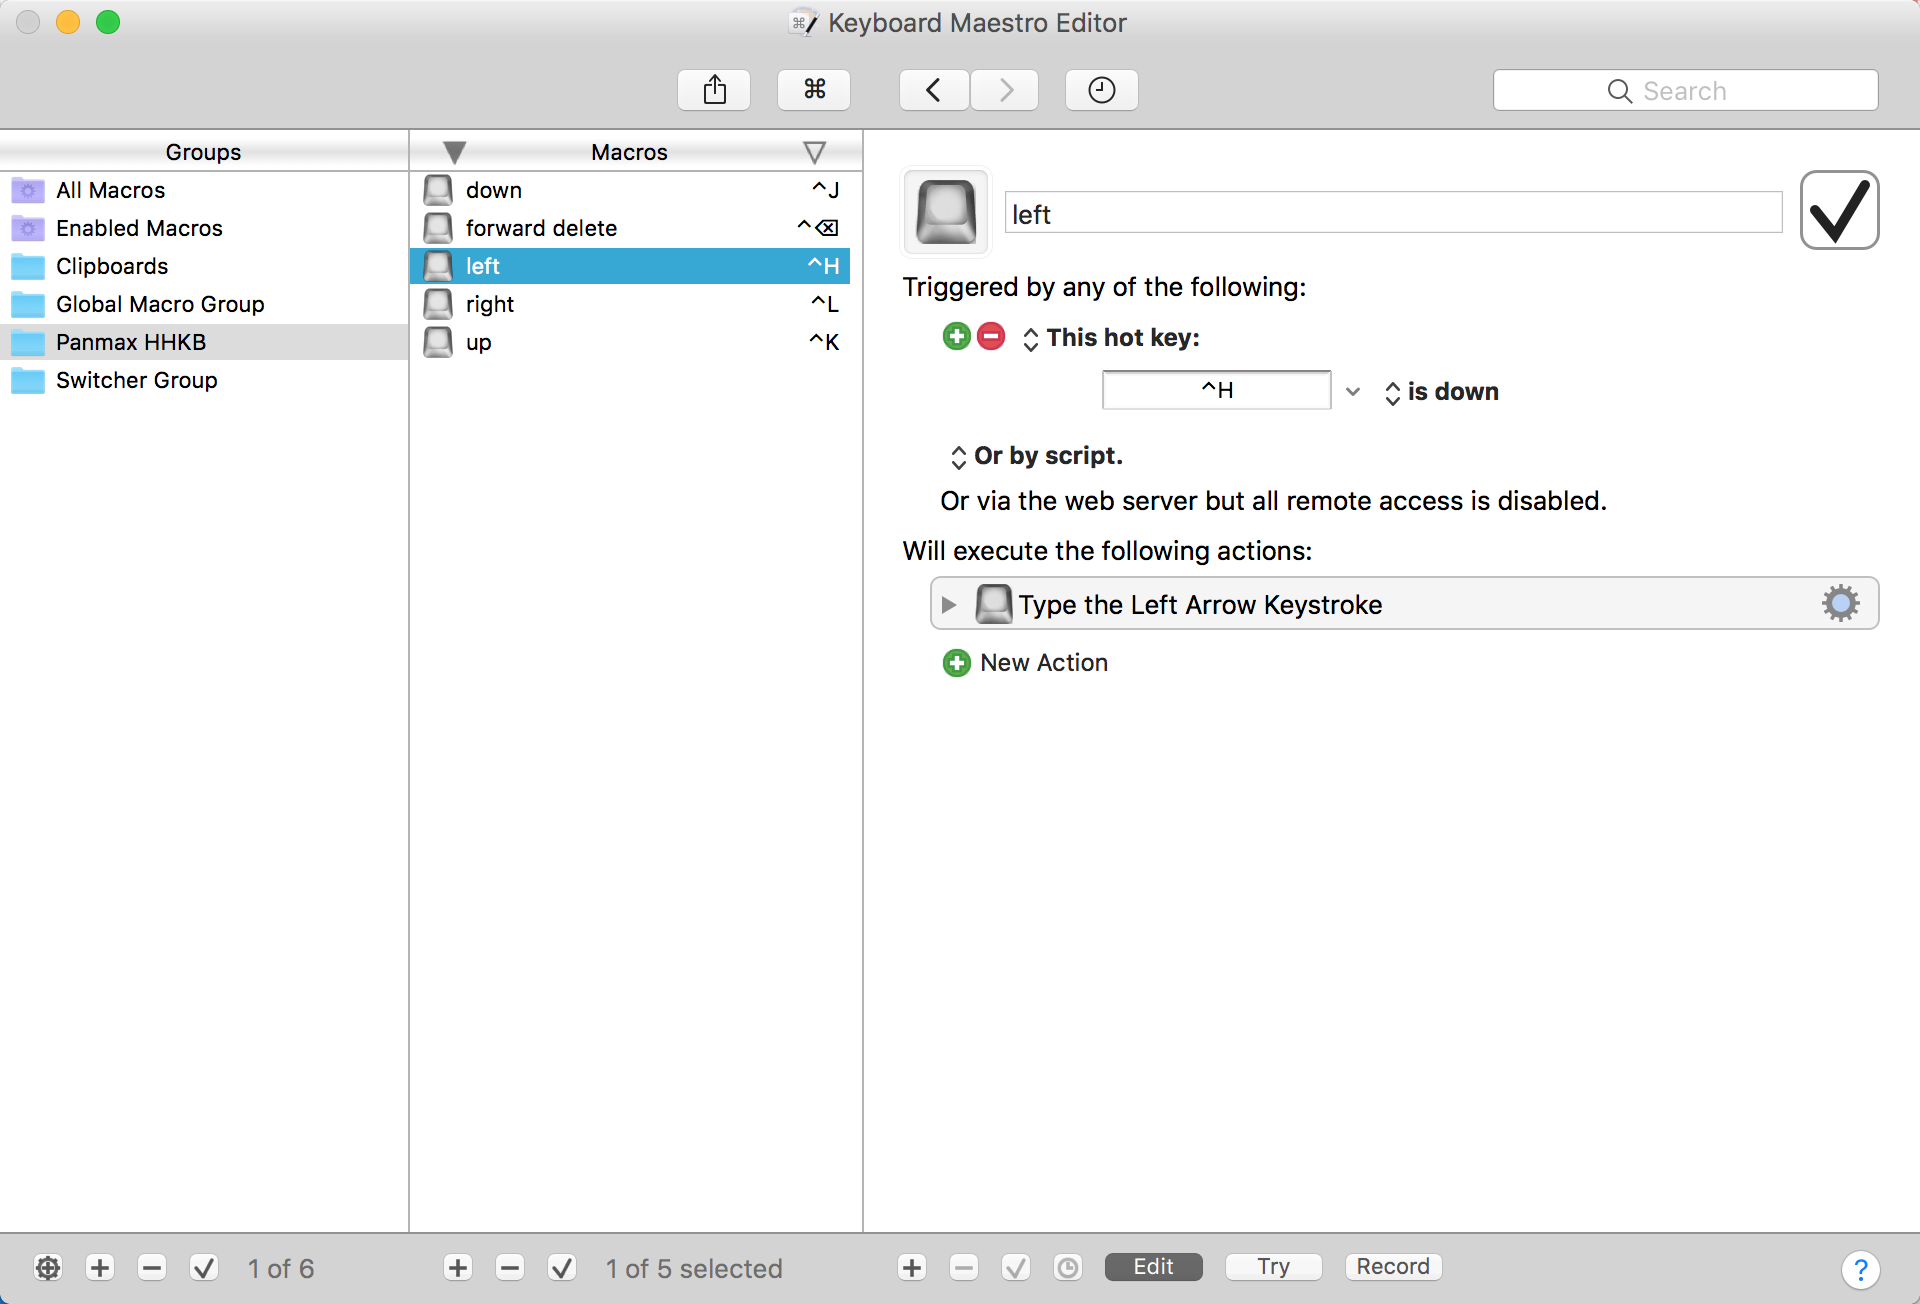 Keyboard Maestro Editor
⌘
Search
Groups
All Macros
Enabled Macros
Clipboards
Global Macro Group
Panmax HHKB
Switcher Group
Macros
down ^J
forward delete ^⌫
left ^H
right ^L
up ^K
left
Triggered by any of the following:
This hot key:
^H
is down
Or by script.
Or via the web server but all remote access is disabled.
Will execute the following actions:
Type the Left Arrow Keystroke
New Action
1 of 6
1 of 5 selected
Edit
Try
Record
?